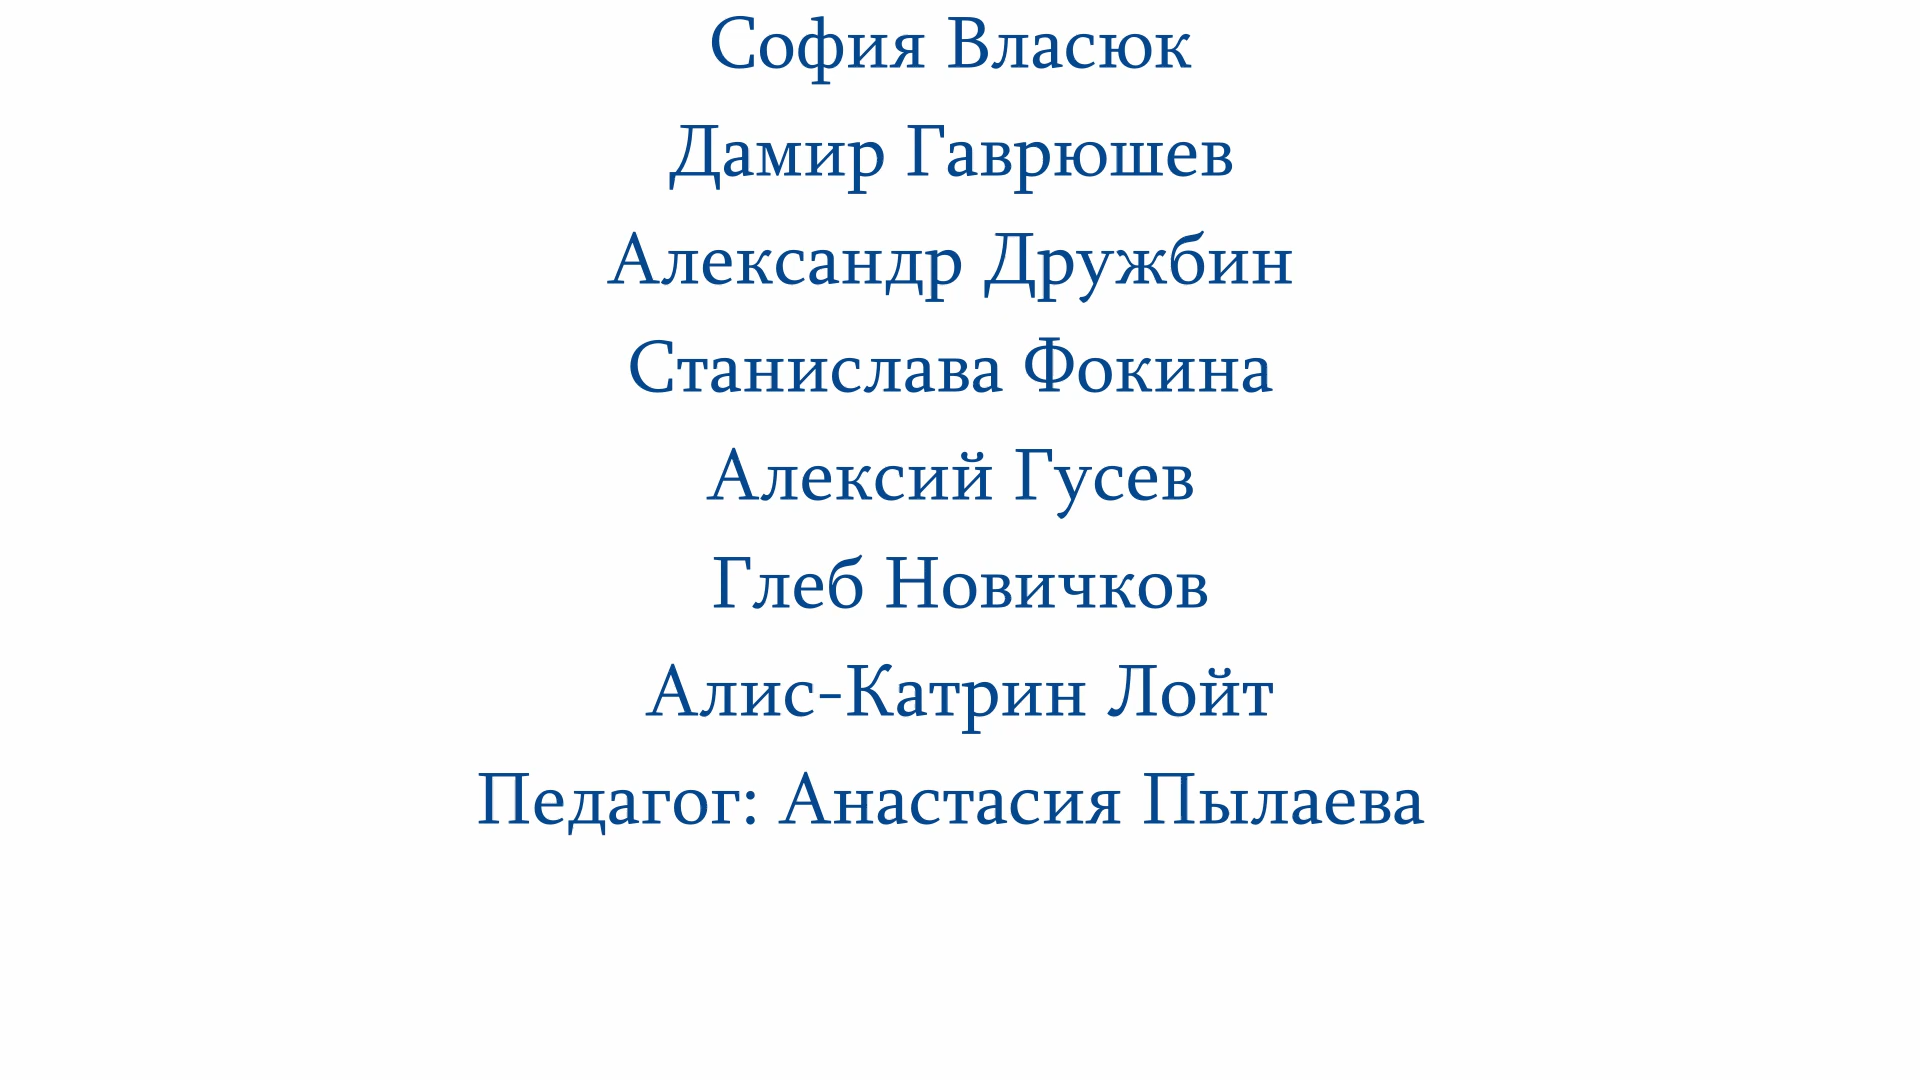 София Власюк
Дамир Гаврюшев
Александр Дружбин
Станислава Фокина
Алексий Гусев
Глеб Новичков
Алис-Катрин Лойт
Педагог: Анастасия Пылаева